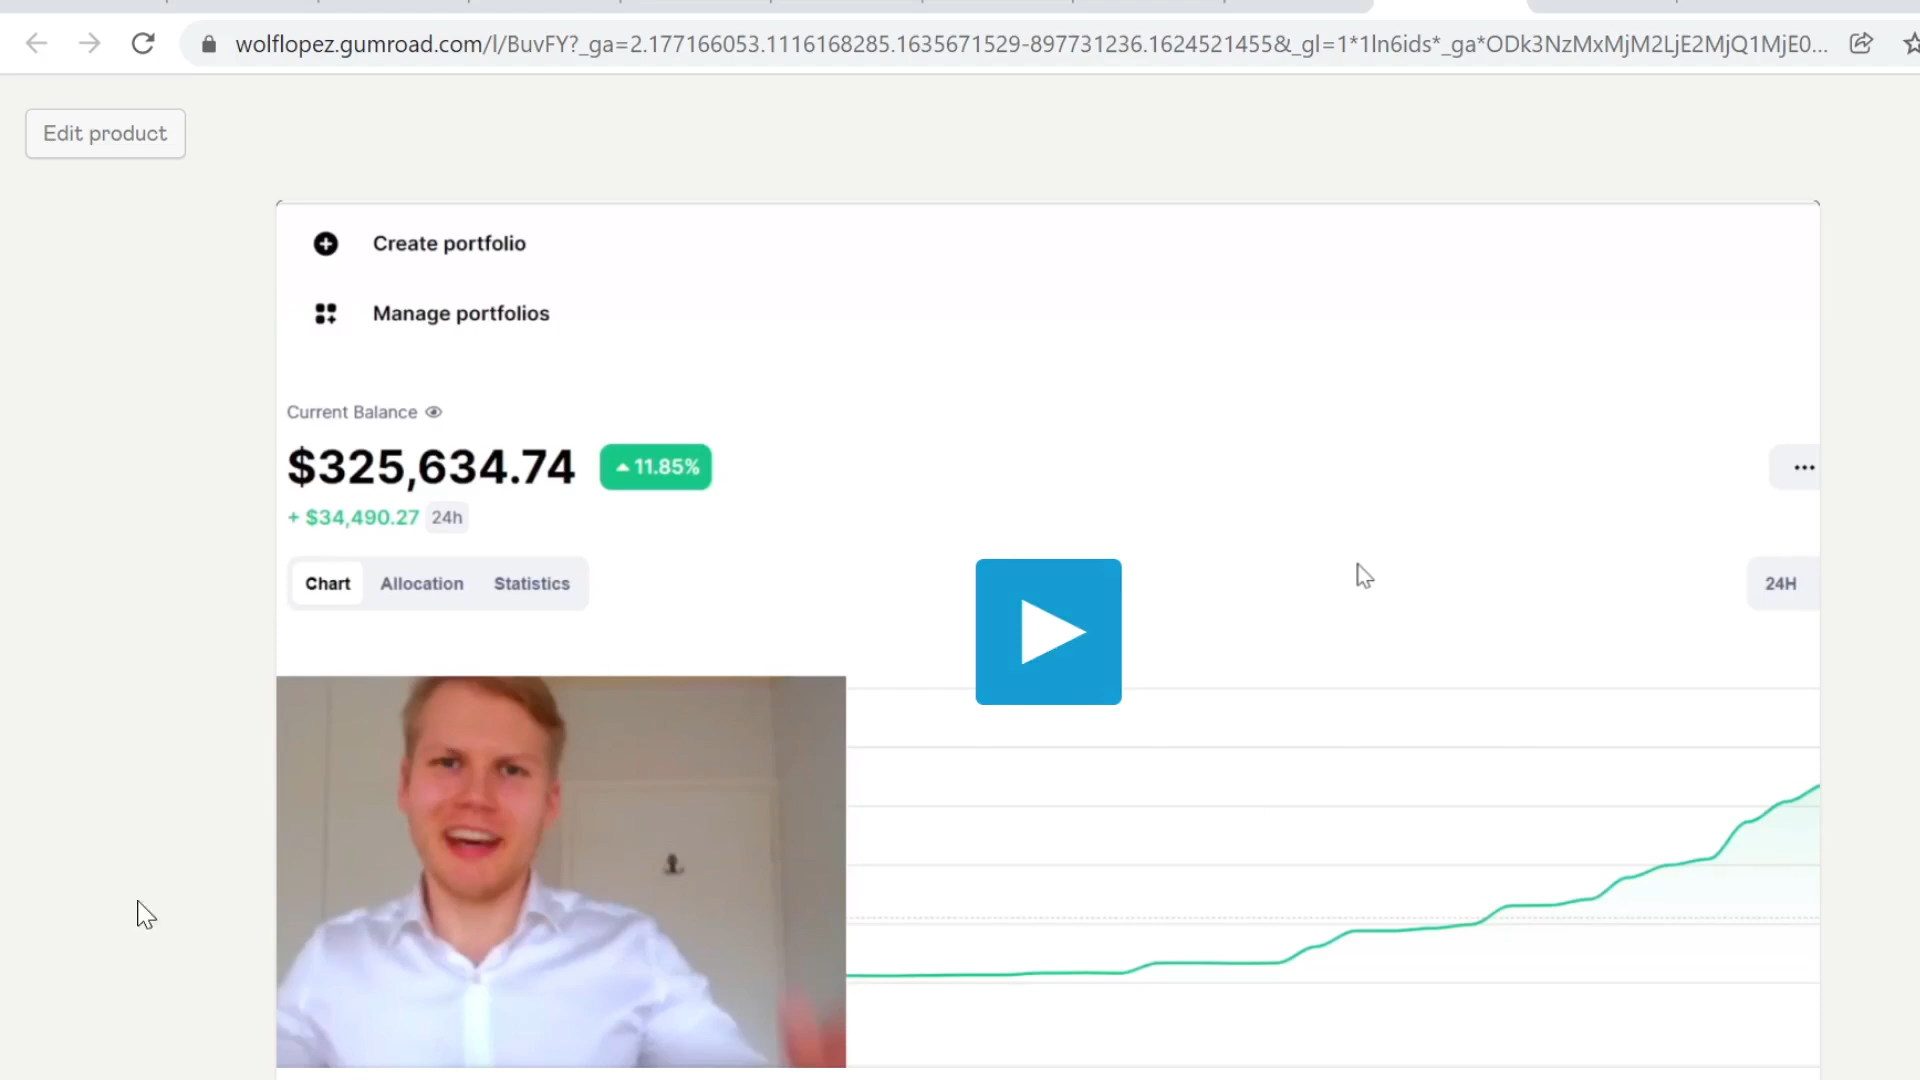 wolflopez.gumroad.com/l/BuvFY?_ga=2.177166053.1116168285.1635671529-897731236.1624521455&_gl=1*1ln6ids*_ga*ODk3NzMxMjM2LjE2MjQ1MjE0...
Edit product
Create portfolio
Manage portfolios
Current Balance
$325,634.74 11.85%
+ $34,490.27 24h
Chart Allocation Statistics 24H